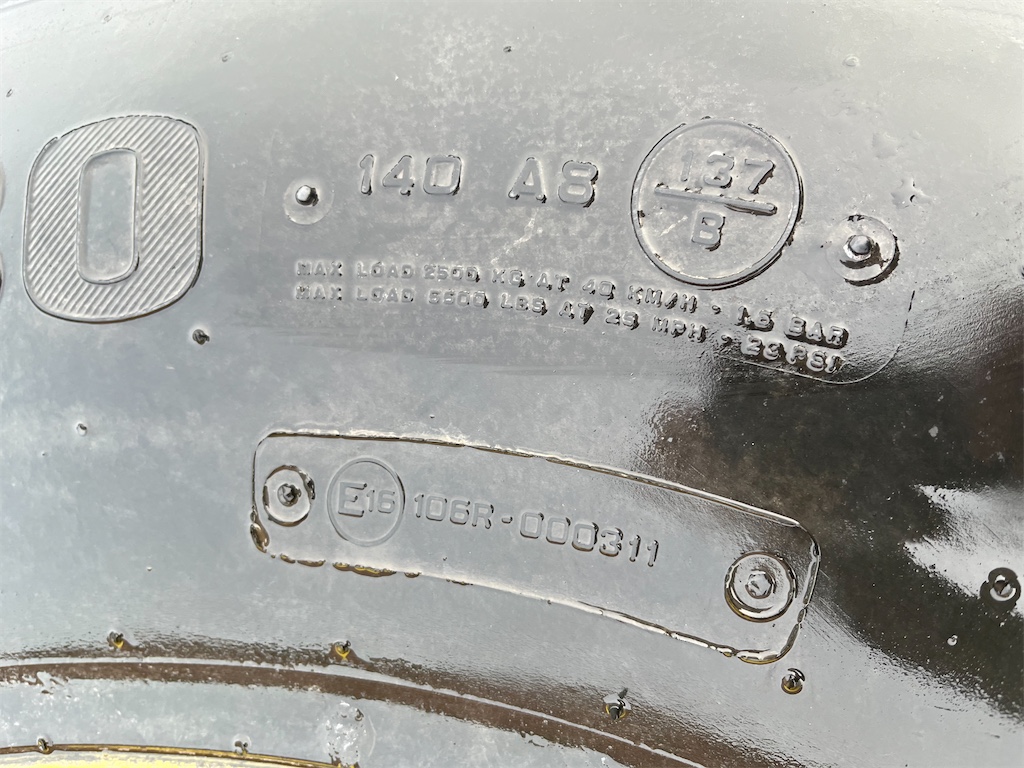 0
140 A8
137
B
MAX LOAD 2500 KG AT 40 KM/H - 1.6 BAR
MAX LOAD 5500 LBS AT 25 MPH - 23 PSI
E16 106R-000311